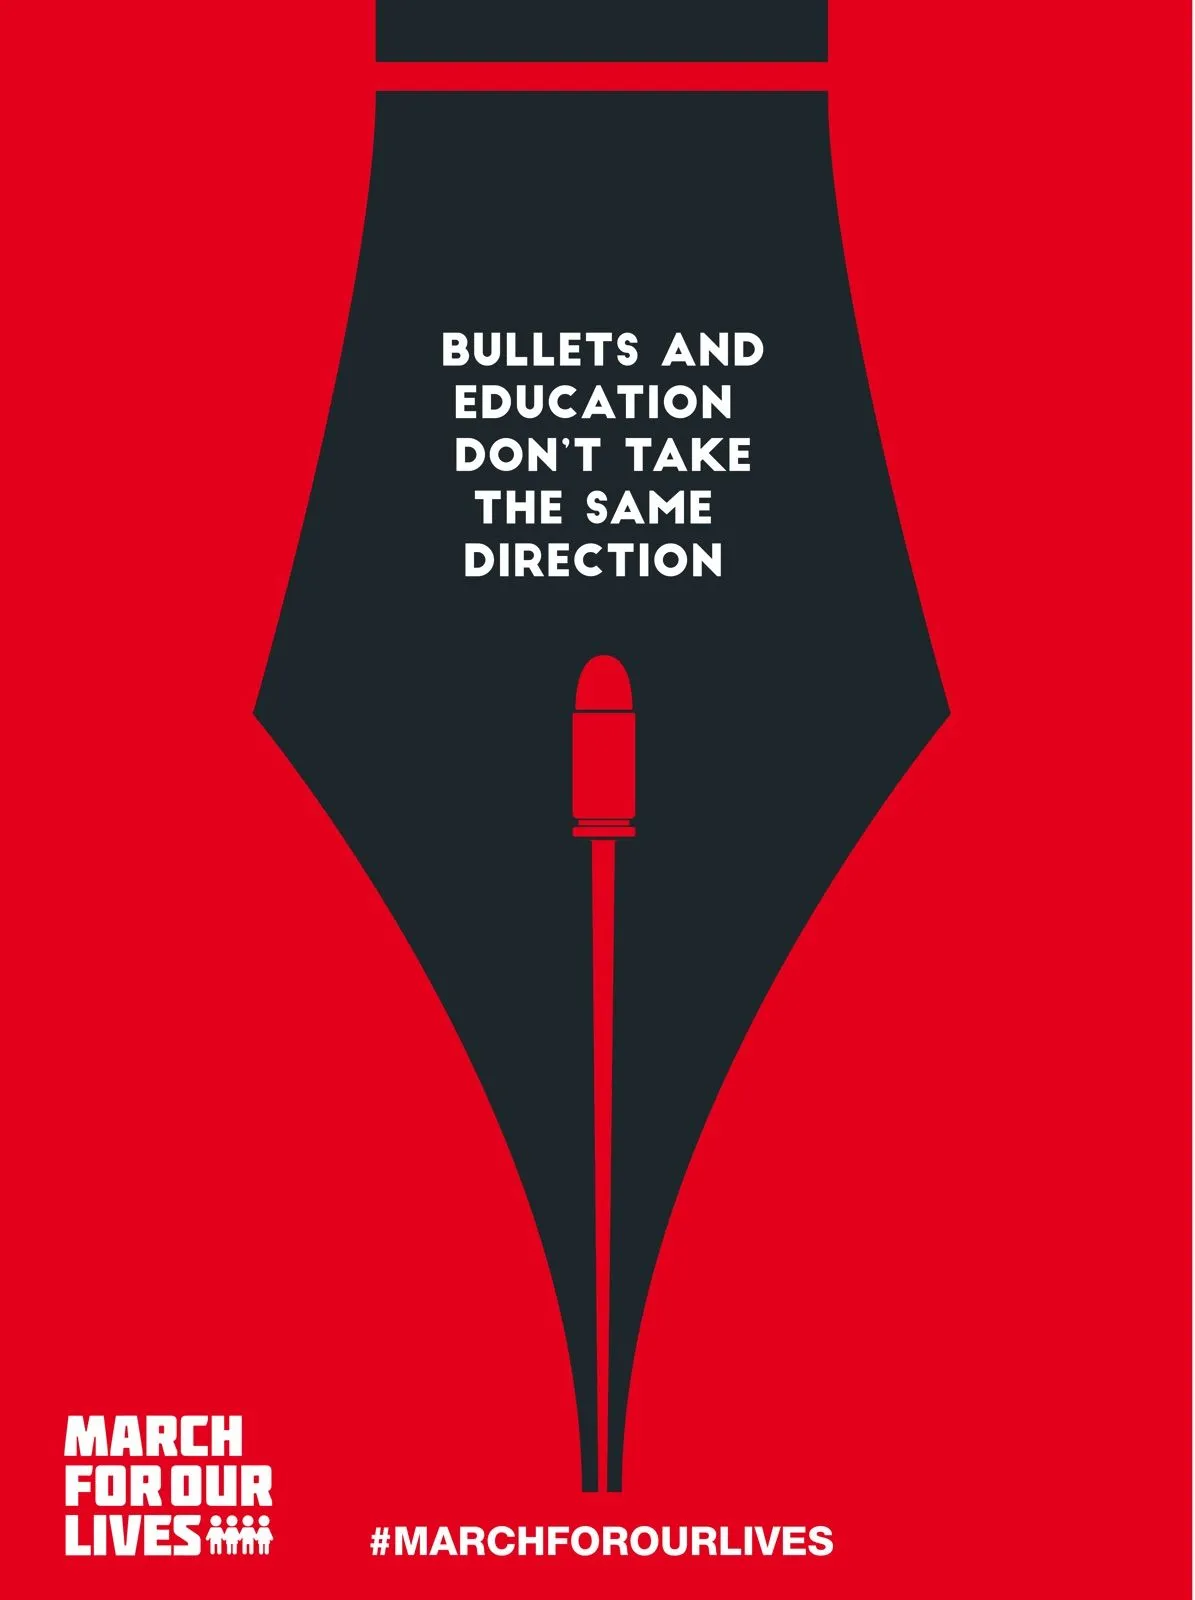 BULLETS AND
EDUCATION
DON'T TAKE
THE SAME
DIRECTION
MARCH
FOR OUR
LIVES
#MARCHFOROURLIVES